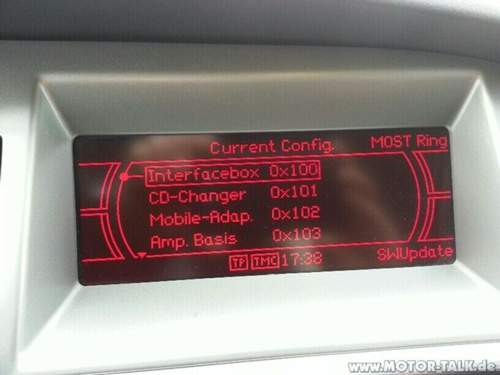 Current Config. MOST Ring
Interfacebox 0x100
CD-Changer 0x101
Mobile-Adap. 0x102
Amp. Basis 0x103
TP TMC 17:38 SWUpdate
www.MOTOR-TALK.de